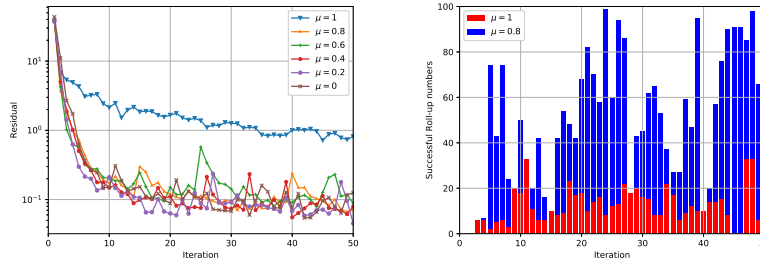 μ = 1
μ = 0.8
μ = 0.6
μ = 0.4
μ = 0.2
μ = 0
10¹
10⁰
10⁻¹
Residual
0 10 20 30 40 50
Iteration
μ = 1
μ = 0.8
100
80
60
40
20
0
Successful Roll-up numbers
0 10 20 30 40 50
Iteration